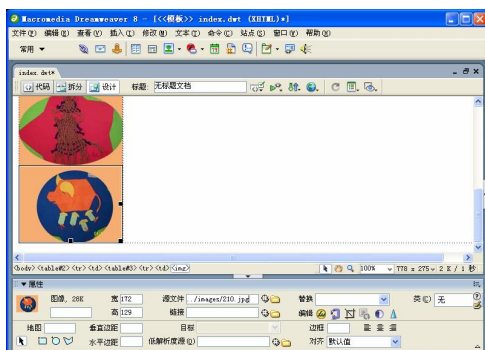 Macromedia Dreamweaver 8 - [<<模板>> index.dwt (XHTML)*]
文件(F) 编辑(E) 查看(V) 插入(I) 修改(M) 文本(T) 命令(C) 站点(S) 窗口(W) 帮助(H)
常用
index.dwt*
代码 拆分 设计 标题: 无标题文档
<body> <table#2> <tr> <td> <table#3> <tr> <td> <img> 100% 778 x 275 2 K / 1 秒
属性
图像, 28K 宽 172 源文件 ../images/210.jpg 替换 类(C) 无
高 129 链接 编辑
地图 垂直边距 目标 边框
水平边距 低解析度源(O) 对齐 默认值